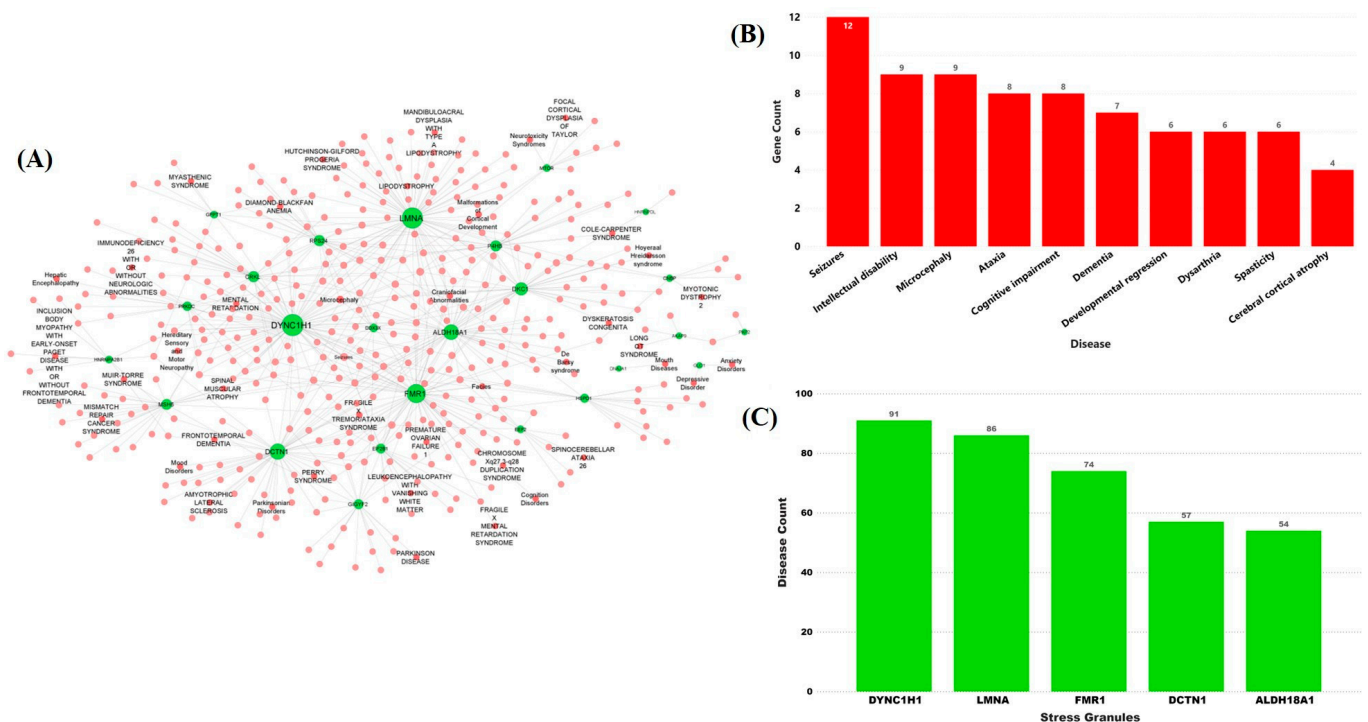 (A)
FOCAL
CORTICAL
DYSPLASIA
OF
TAYLOR
MANDIBULOACRAL
DYSPLASIA
WITH
TYPE
A
LIPODYSTROPHY
Neurotoxicity
Syndromes
HUTCHINSON-GILFORD
PROGERIA
SYNDROME
MYASTHENIC
SYNDROME
LIPODYSTROPHY
DIAMOND-BLACKFAN
ANEMIA
LMNA
Malformations
of
Cortical
Development
COLE-CARPENTER
SYNDROME
Hoyeraal
Hreidarsson
syndrome
IMMUNODEFICIENCY
26
WITH
OR
WITHOUT
NEUROLOGIC
ABNORMALITIES
Hepatic
Encephalopathy
MENTAL
RETARDATION
Microcephaly
Craniofacial
Abnormalities
DKC1
MYOTONIC
DYSTROPHY
2
INCLUSION
BODY
MYOPATHY
WITH
EARLY-ONSET
PAGET
DISEASE
WITH
OR
WITHOUT
FRONTOTEMPORAL
DEMENTIA
DYNC1H1
ALDH18A1
DYSKERATOSIS
CONGENITA
Hereditary
Sensory
and
Motor
Neuropathy
HNRNPA2B1
LONG
QT
SYNDROME
Seizures
De
Barsy
syndrome
Mouth
Diseases
Anxiety
Disorders
MUIR-TORRE
SYNDROME
SPINAL
MUSCULAR
ATROPHY
Depressive
Disorder
Facies
FMR1
MSH6
MISMATCH
REPAIR
CANCER
SYNDROME
FRAGILE
X
TREMOR/ATAXIA
SYNDROME
PREMATURE
OVARIAN
FAILURE
1
FRONTOTEMPORAL
DEMENTIA
DCTN1
CHROMOSOME
Xq27.3-q28
DUPLICATION
SYNDROME
SPINOCEREBELLAR
ATAXIA
26
Mood
Disorders
PERRY
SYNDROME
LEUKOENCEPHALOPATHY
WITH
VANISHING
WHITE
MATTER
AMYOTROPHIC
LATERAL
SCLEROSIS
Parkinsonian
Disorders
GIGYF2
Cognition
Disorders
FRAGILE
X
MENTAL
RETARDATION
SYNDROME
PARKINSON
DISEASE
(B)
Gene Count
12
10
8
6
4
2
0
12
9
9
8
8
7
6
6
6
4
Seizures
Intellectual disability
Microcephaly
Ataxia
Cognitive impairment
Dementia
Developmental regression
Dysarthria
Spasticity
Cerebral cortical atrophy
Disease
(C)
Disease Count
100
80
60
40
20
0
91
86
74
57
54
DYNC1H1
LMNA
FMR1
DCTN1
ALDH18A1
Stress Granules